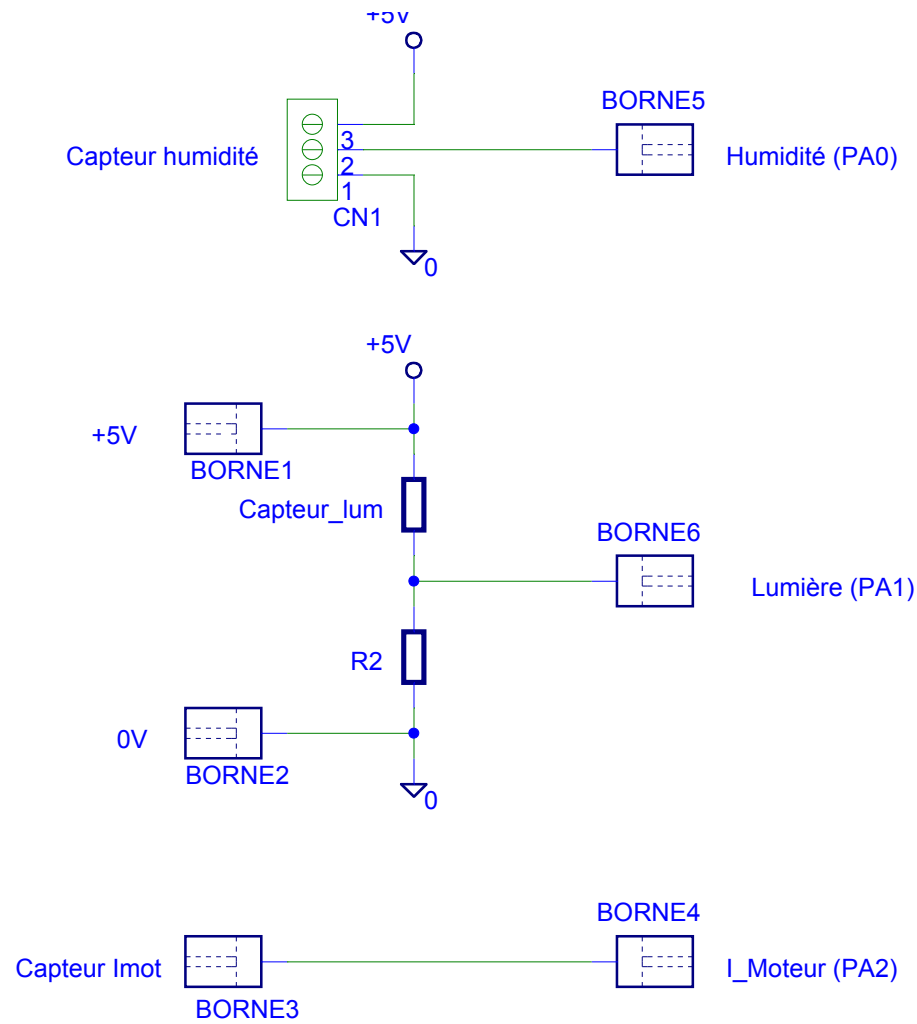 +5V
BORNE5
Capteur humidité
3
2
1
Humidité (PA0)
CN1
0
+5V
+5V
BORNE1
Capteur_lum
BORNE6
Lumière (PA1)
R2
0V
BORNE2
0
BORNE4
Capteur Imot
I_Moteur (PA2)
BORNE3